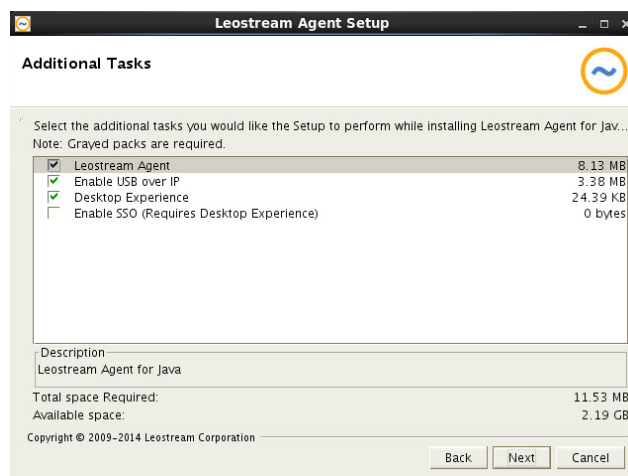 Leostream Agent Setup
Additional Tasks
Select the additional tasks you would like the Setup to perform while installing Leostream Agent for Jav...
Note: Grayed packs are required.
Leostream Agent 8.13 MB
Enable USB over IP 3.38 MB
Desktop Experience 24.39 KB
Enable SSO (Requires Desktop Experience) 0 bytes
Description
Leostream Agent for Java
Total space Required: 11.53 MB
Available space: 2.19 GB
Copyright © 2009-2014 Leostream Corporation
Back Next Cancel